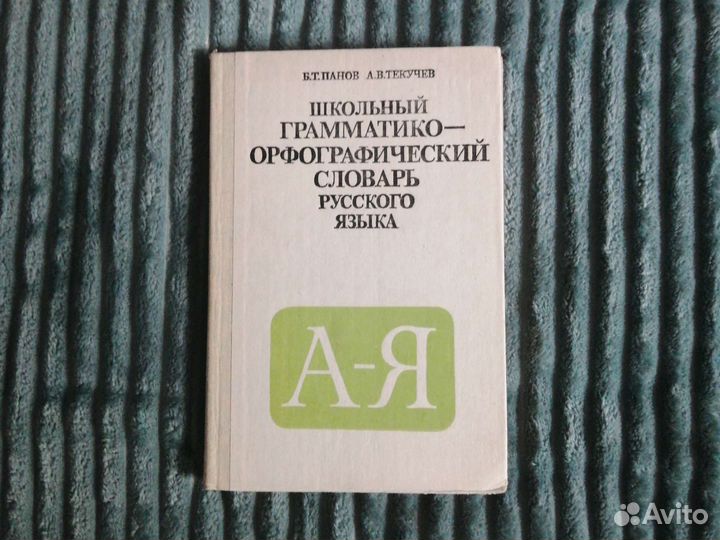 Б.Т.ПАНОВ А.В.ТЕКУЧЕВ
ШКОЛЬНЫЙ
ГРАММАТИКО—
ОРФОГРАФИЧЕСКИЙ
СЛОВАРЬ
РУССКОГО
ЯЗЫКА
А-Я
Avito